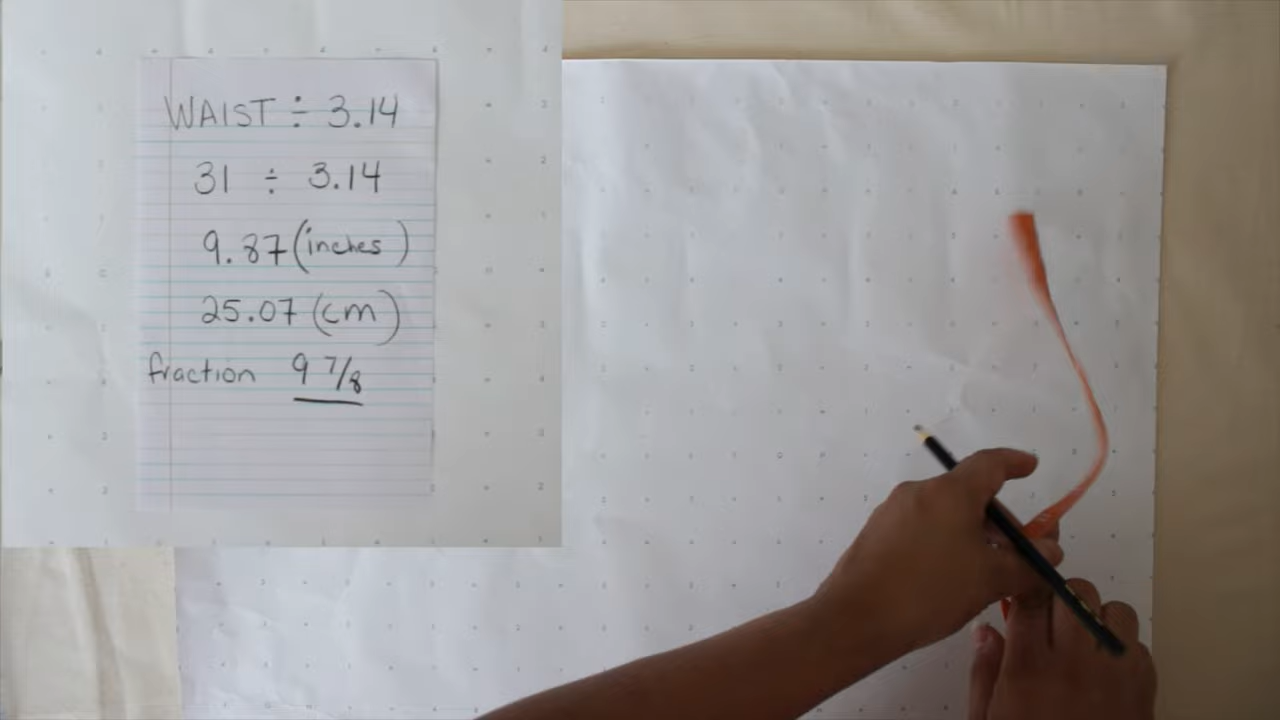 WAIST ÷ 3.14
31 ÷ 3.14
9.87 (inches)
25.07 (cm)
fraction 9 7/8